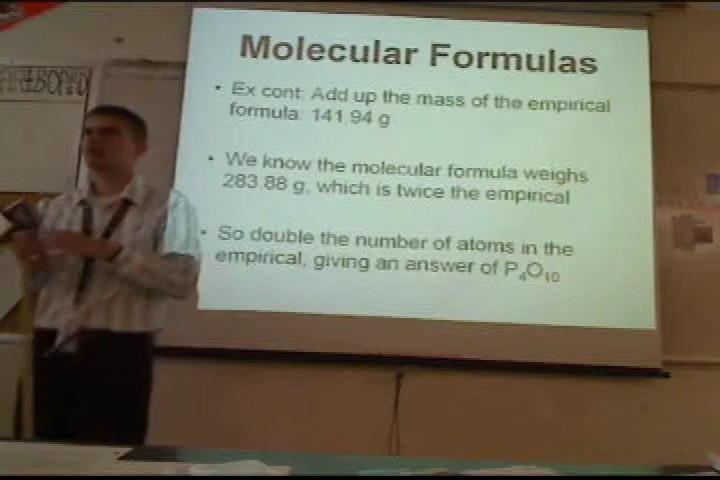 ARTBOARD
Molecular Formulas
• Ex cont: Add up the mass of the empirical
formula: 141.94 g
• We know the molecular formula weighs
283.88 g, which is twice the empirical
• So double the number of atoms in the
empirical, giving an answer of P₄O₁₀